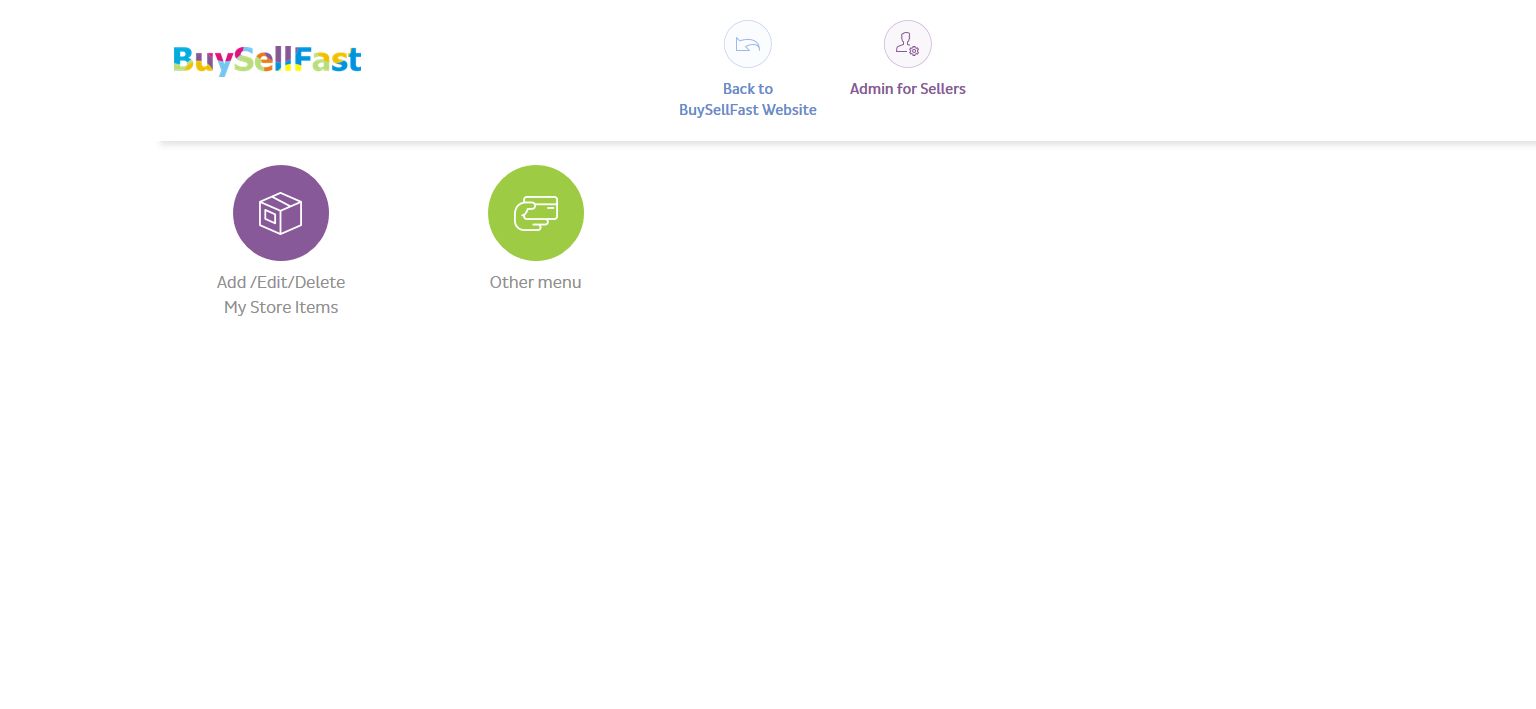 BuySellFast
Back to
BuySellFast Website
Admin for Sellers
Add /Edit/Delete
My Store Items
Other menu